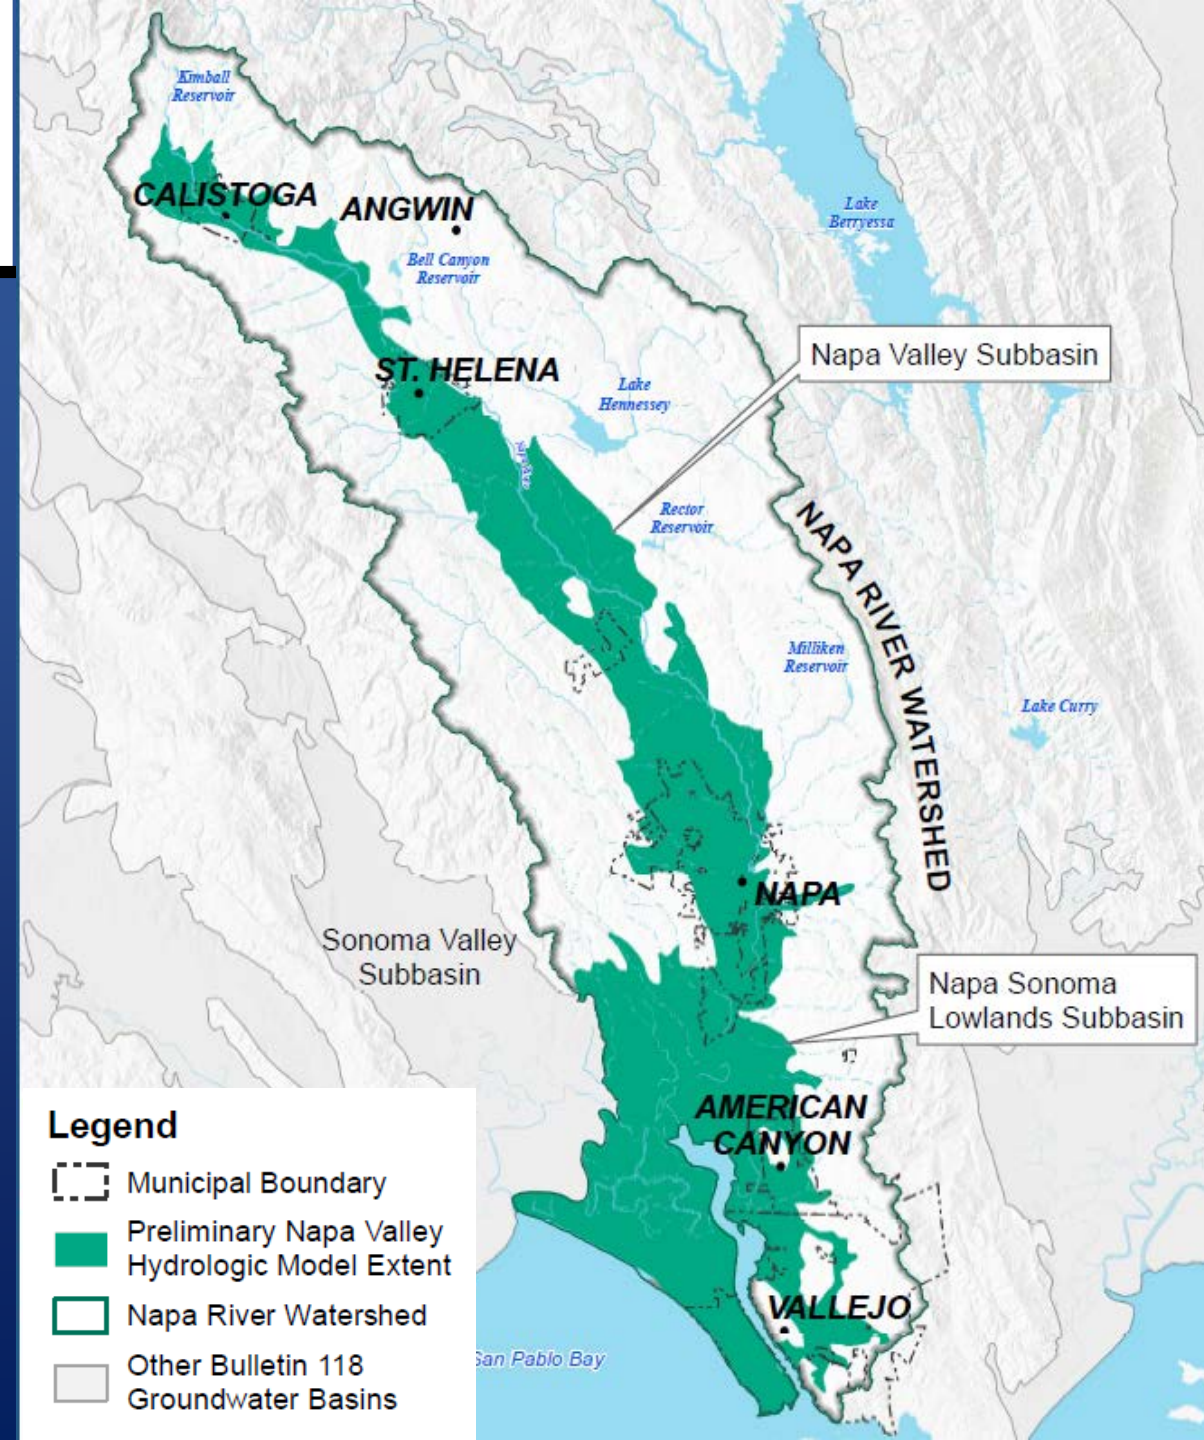 Kimball
Reservoir
CALISTOGA
ANGWIN
Bell Canyon
Reservoir
Lake
Berryessa
Napa Valley Subbasin
ST. HELENA
Lake
Hennessey
Rector
Reservoir
NAPA RIVER WATERSHED
Milliken
Reservoir
Lake Curry
NAPA
Sonoma Valley
Subbasin
Napa Sonoma
Lowlands Subbasin
AMERICAN
CANYON
VALLEJO
San Pablo Bay
Legend
Municipal Boundary
Preliminary Napa Valley
Hydrologic Model Extent
Napa River Watershed
Other Bulletin 118
Groundwater Basins